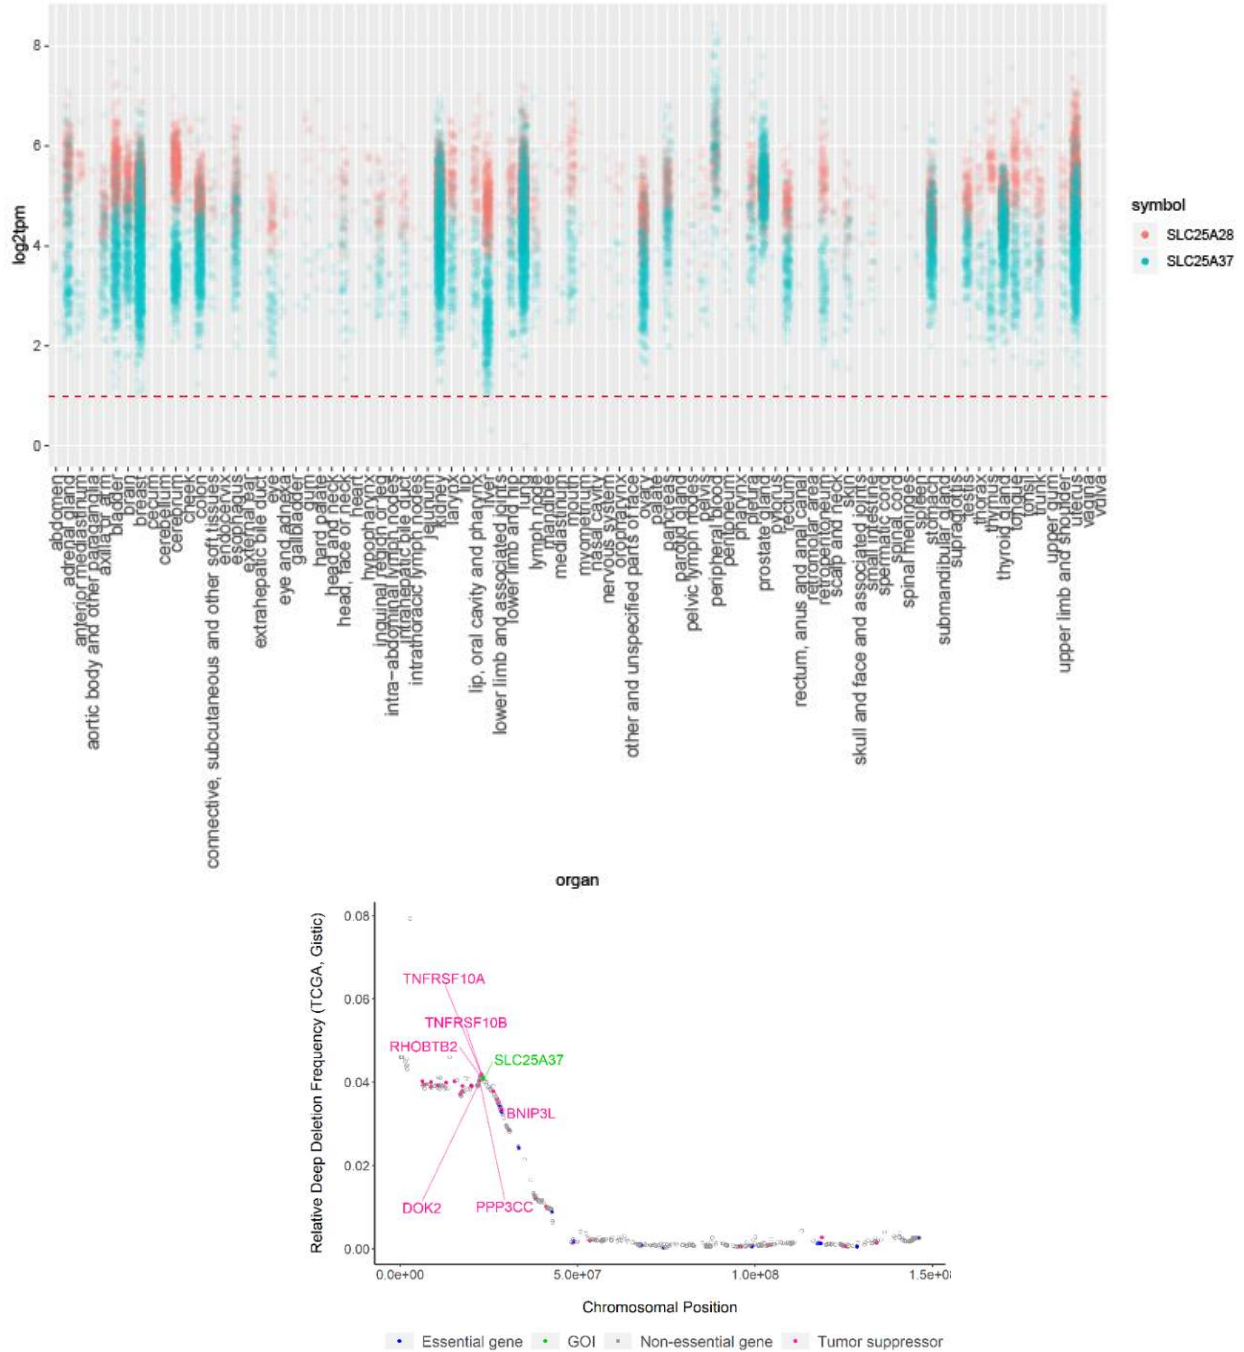 8
6
4
2
0
log2tpm
symbol
SLC25A28
SLC25A37
abdomen
adrenal gland
anterior mediastinum
aortic body and other paraganglia
axilla or arm
bladder
brain
breast
cecum
cerebellum
cerebrum
cheek
colon
connective, subcutaneous and other soft tissues
endocervix
esophagus
external ear
extrahepatic bile duct
eye
eye and adnexa
gallbladder
gum
hard palate
head and neck
head, face or neck
heart
hypopharynx
inguinal region or leg
intra-abdominal lymph nodes
intrahepatic bile duct
intrathoracic lymph nodes
jejunum
kidney
larynx
lip
lip, oral cavity and pharynx
liver
lower limb and associated joints
lower limb and hip
lung
lymph node
mandible
mediastinum
mouth
myometrium
nasal cavity
nervous system
oropharynx
other and unspecified parts of face
ovary
palate
pancreas
parotid gland
pelvic lymph nodes
pelvis
peripheral blood
peritoneum
pharynx
pleura
prostate gland
pylorus
rectum
rectum, anus and anal canal
retromolar area
retroperitoneum
scalp and neck
skin
skull and face and associated joints
small intestine
spermatic cord
spinal cord
spinal meninges
spleen
stomach
submandibular gland
supraglottis
testis
thorax
thymus
thyroid gland
tongue
tonsil
trunk
upper arm and shoulder
upper limb and shoulder
uterus
vagina
vulva
organ
Relative Deep Deletion Frequency (TCGA, Gistic)
0.08
0.06
0.04
0.02
0.00
TNFRSF10A
TNFRSF10B
RHOBTB2
SLC25A37
BNIP3L
DOK2
PPP3CC
0.0e+00
5.0e+07
1.0e+08
Chromosomal Position
Essential gene
GOI
Non-essential gene
Tumor suppressor